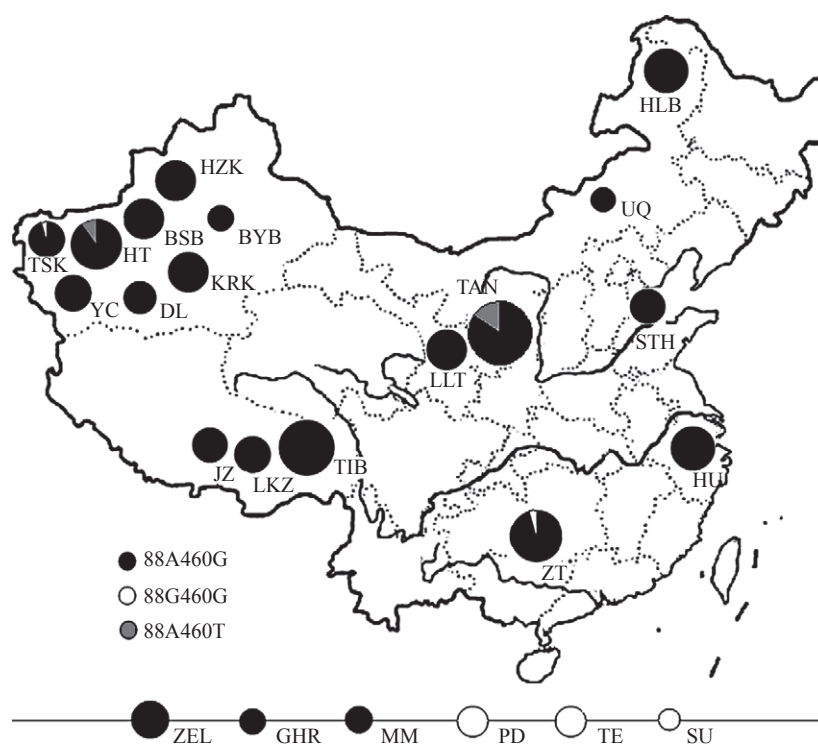 HLB
HZK
UQ
BSB
BYB
TSK
HT
KRK
TAN
YC
DL
STH
LLT
JZ
LKZ
TIB
HU
ZT
88A460G
88G460G
88A460T
ZEL GHR MM PD TE SU